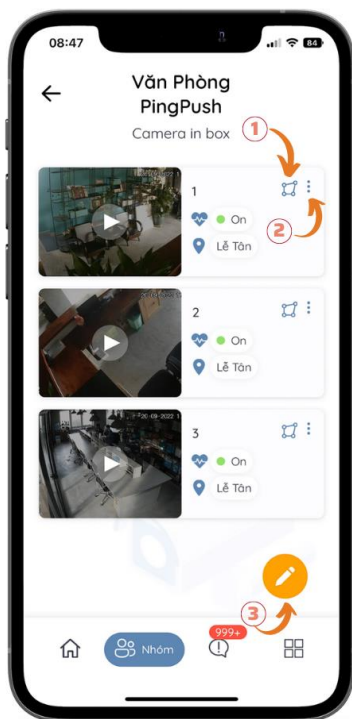 08:47
84
Văn Phòng
PingPush
Camera in box
1
1
On
2
Lễ Tân
2
On
Lễ Tân
3
On
Lễ Tân
3
999+
Nhóm